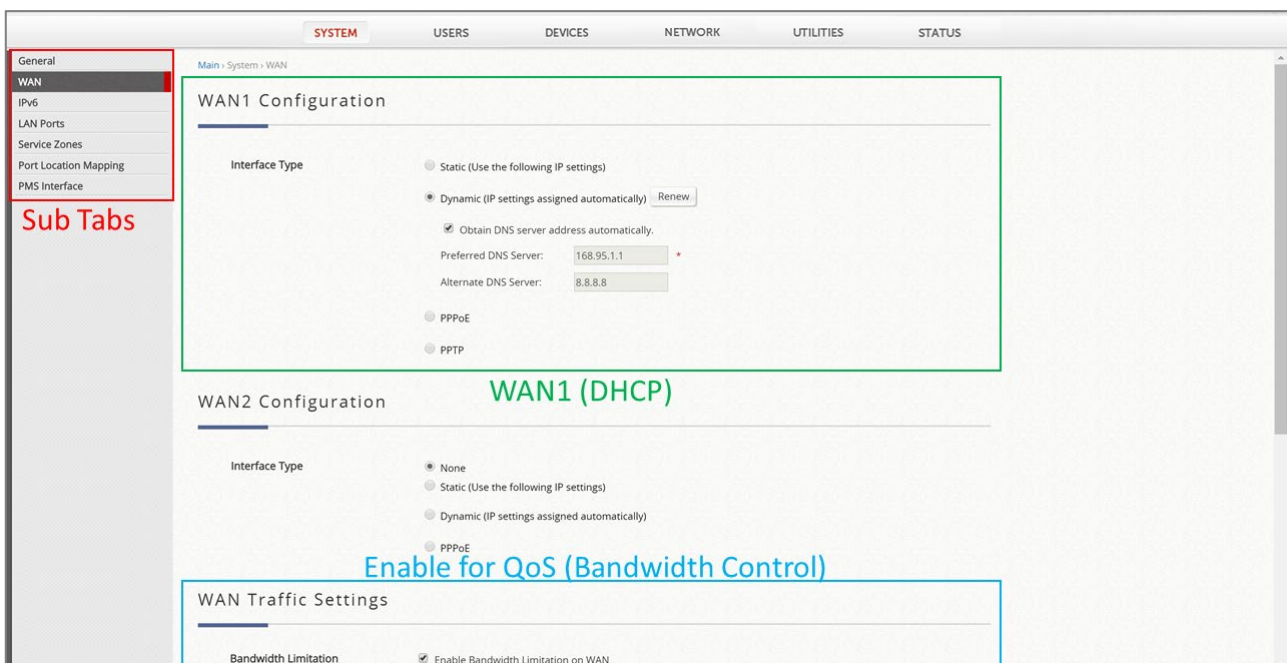 SYSTEM USERS DEVICES NETWORK UTILITIES STATUS
General
WAN
IPv6
LAN Ports
Service Zones
Port Location Mapping
PMS Interface
Sub Tabs
Main › System › WAN
WAN1 Configuration
Interface Type
Static (Use the following IP settings)
Dynamic (IP settings assigned automatically) Renew
Obtain DNS server address automatically.
Preferred DNS Server: 168.95.1.1 *
Alternate DNS Server: 8.8.8.8
PPPoE
PPTP
WAN1 (DHCP)
WAN2 Configuration
Interface Type
None
Static (Use the following IP settings)
Dynamic (IP settings assigned automatically)
PPPoE
Enable for QoS (Bandwidth Control)
WAN Traffic Settings
Bandwidth Limitation Enable Bandwidth Limitation on WAN